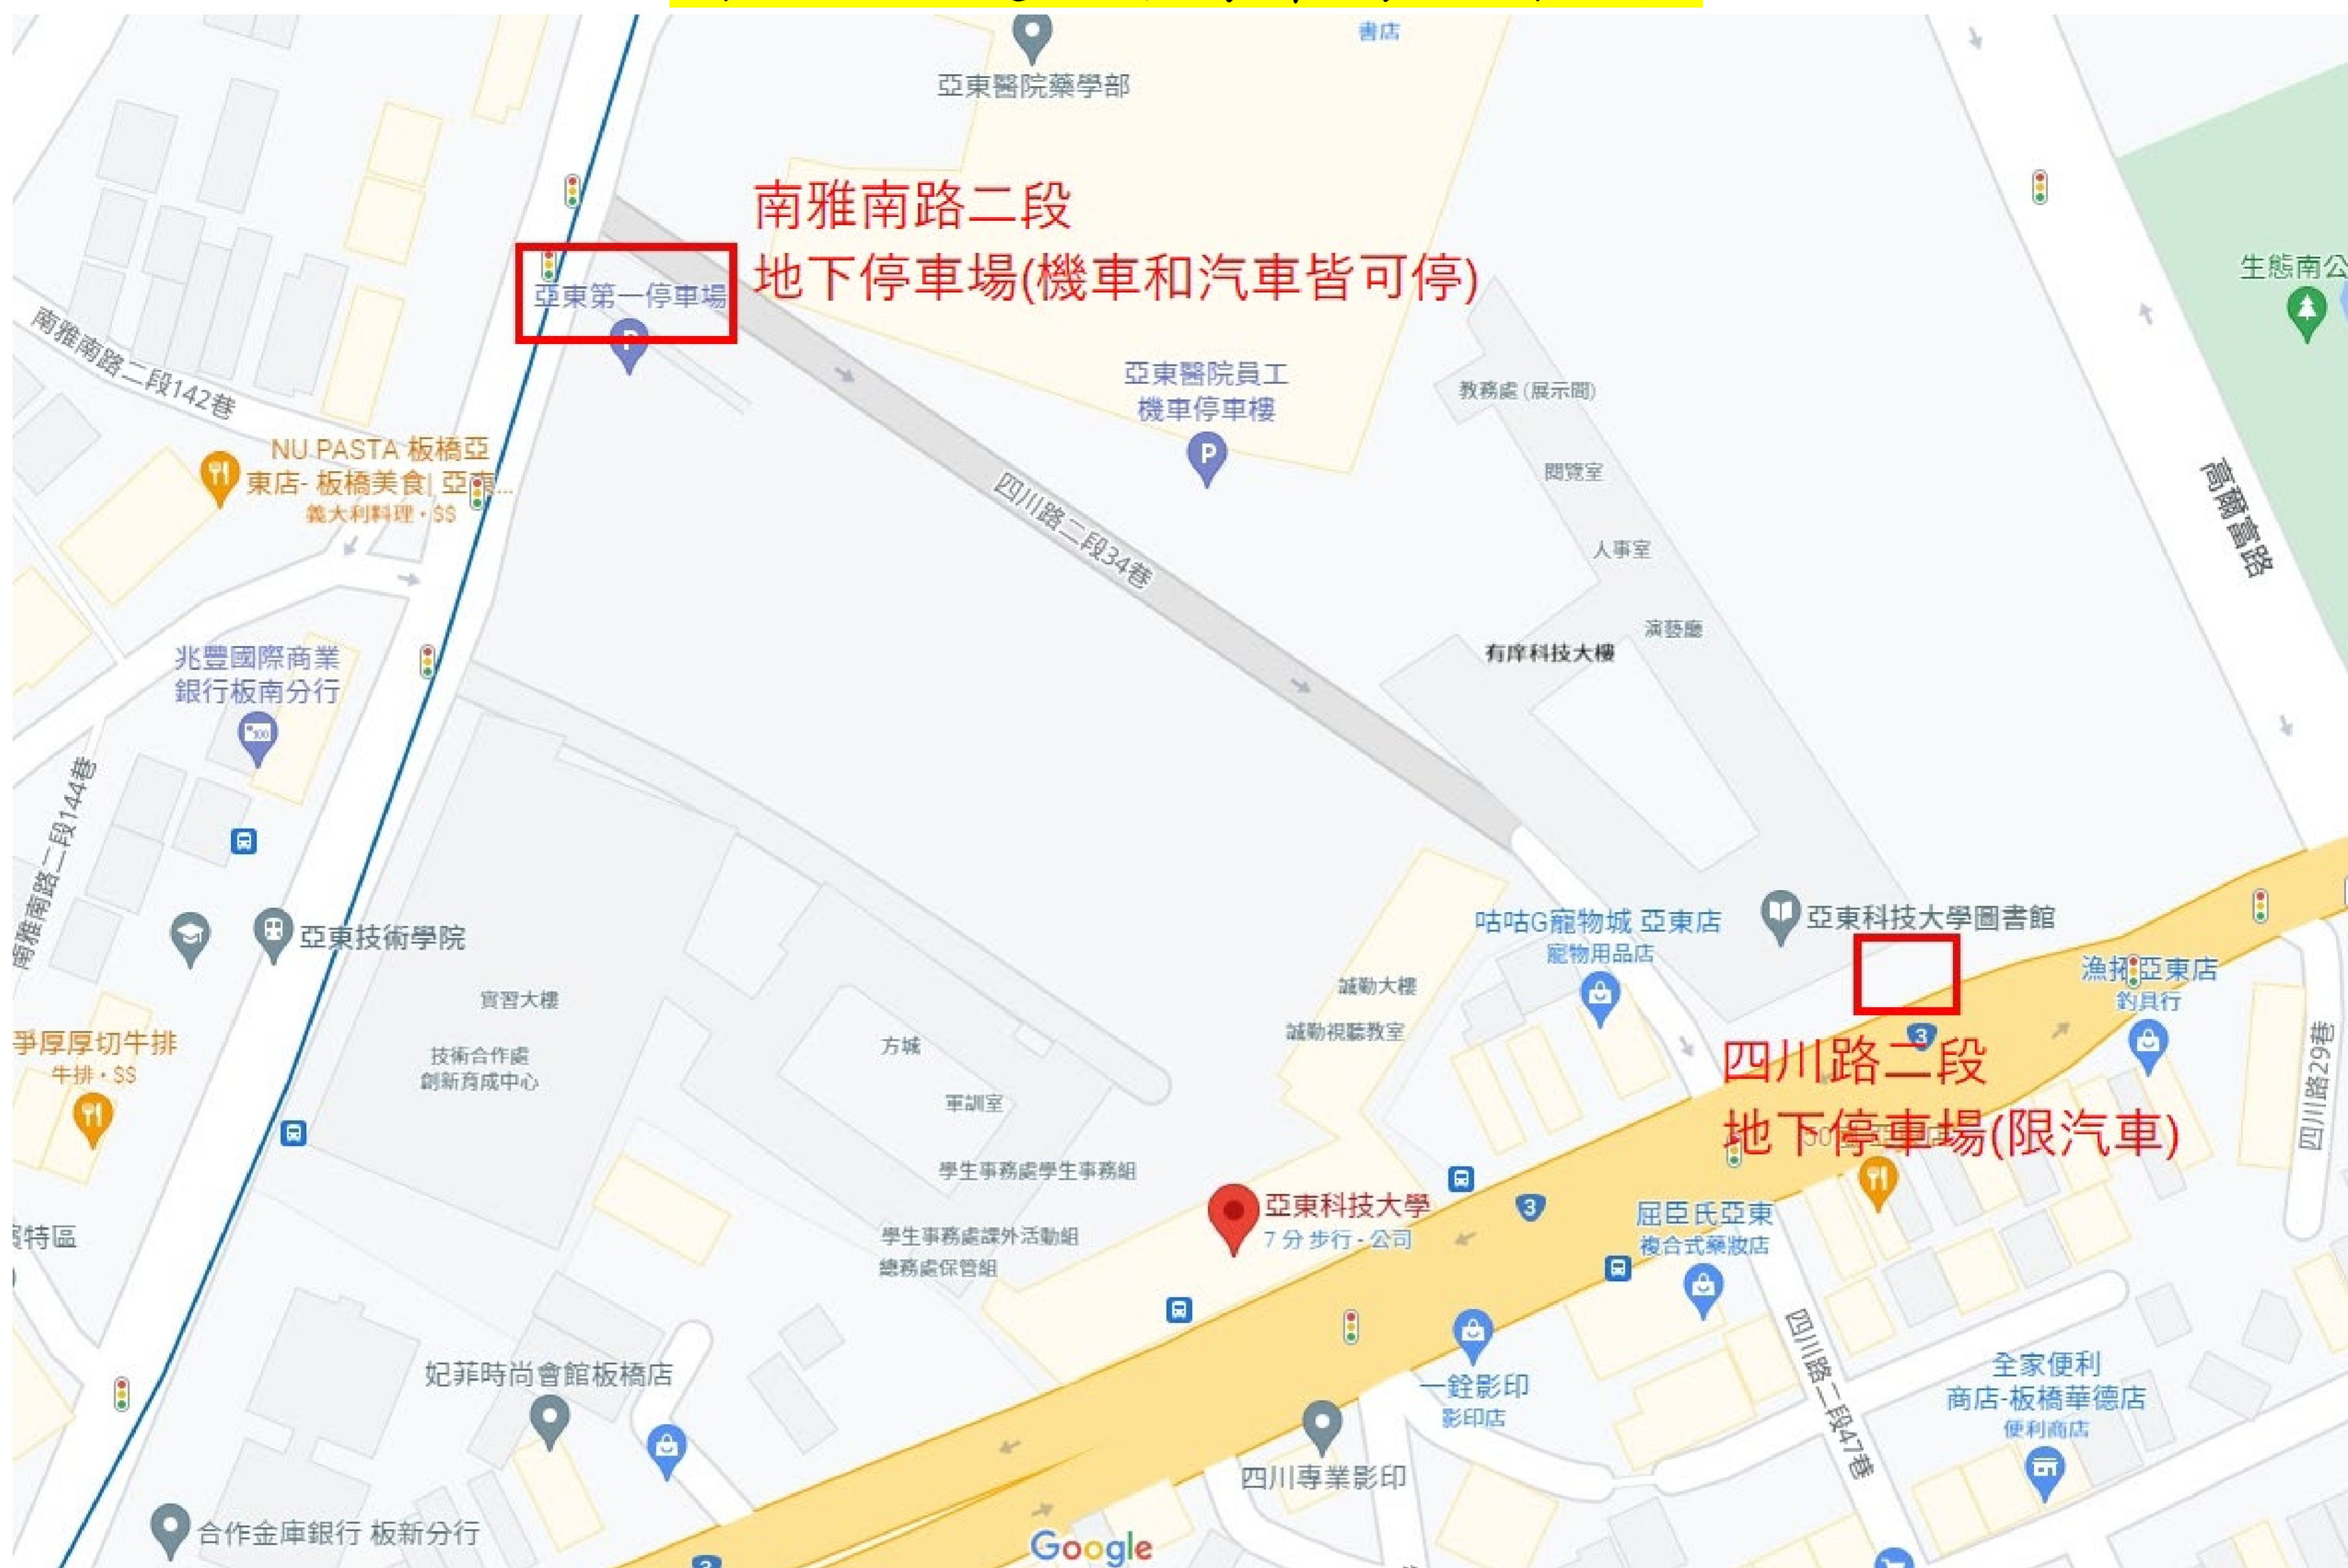 書店
亞東醫院藥學部
南雅南路二段
地下停車場(機車和汽車皆可停)
亞東第一停車場
生態南公
南雅南路二段142巷
亞東醫院員工
機車停車樓
教務處 (展示間)
NU PASTA 板橋亞
東店- 板橋美食| 亞東...
義大利料理・$$
閱覽室
四川路二段34巷
高爾富路
人事室
演藝廳
有庠科技大樓
兆豐國際商業
銀行板南分行
南雅南路二段144巷
咕咕G寵物城 亞東店
寵物用品店
亞東科技大學圖書館
亞東技術學院
漁拓亞東店
釣具行
實習大樓
誠勤大樓
誠勤視聽教室
3
爭厚厚切牛排
牛排・$$
技術合作處
創新育成中心
方城
軍訓室
四川路二段
地下停車場(限汽車)
四川路29巷
學生事務處學生事務組
亞東科技大學
7 分 步行 - 公司
3
學生事務處課外活動組
總務處保管組
屈臣氏亞東
複合式藥妝店
特區
妃菲時尚會館板橋店
一銓影印
影印店
四川路二段47巷
全家便利
商店-板橋華德店
便利商店
四川專業影印
合作金庫銀行 板新分行
Google
3